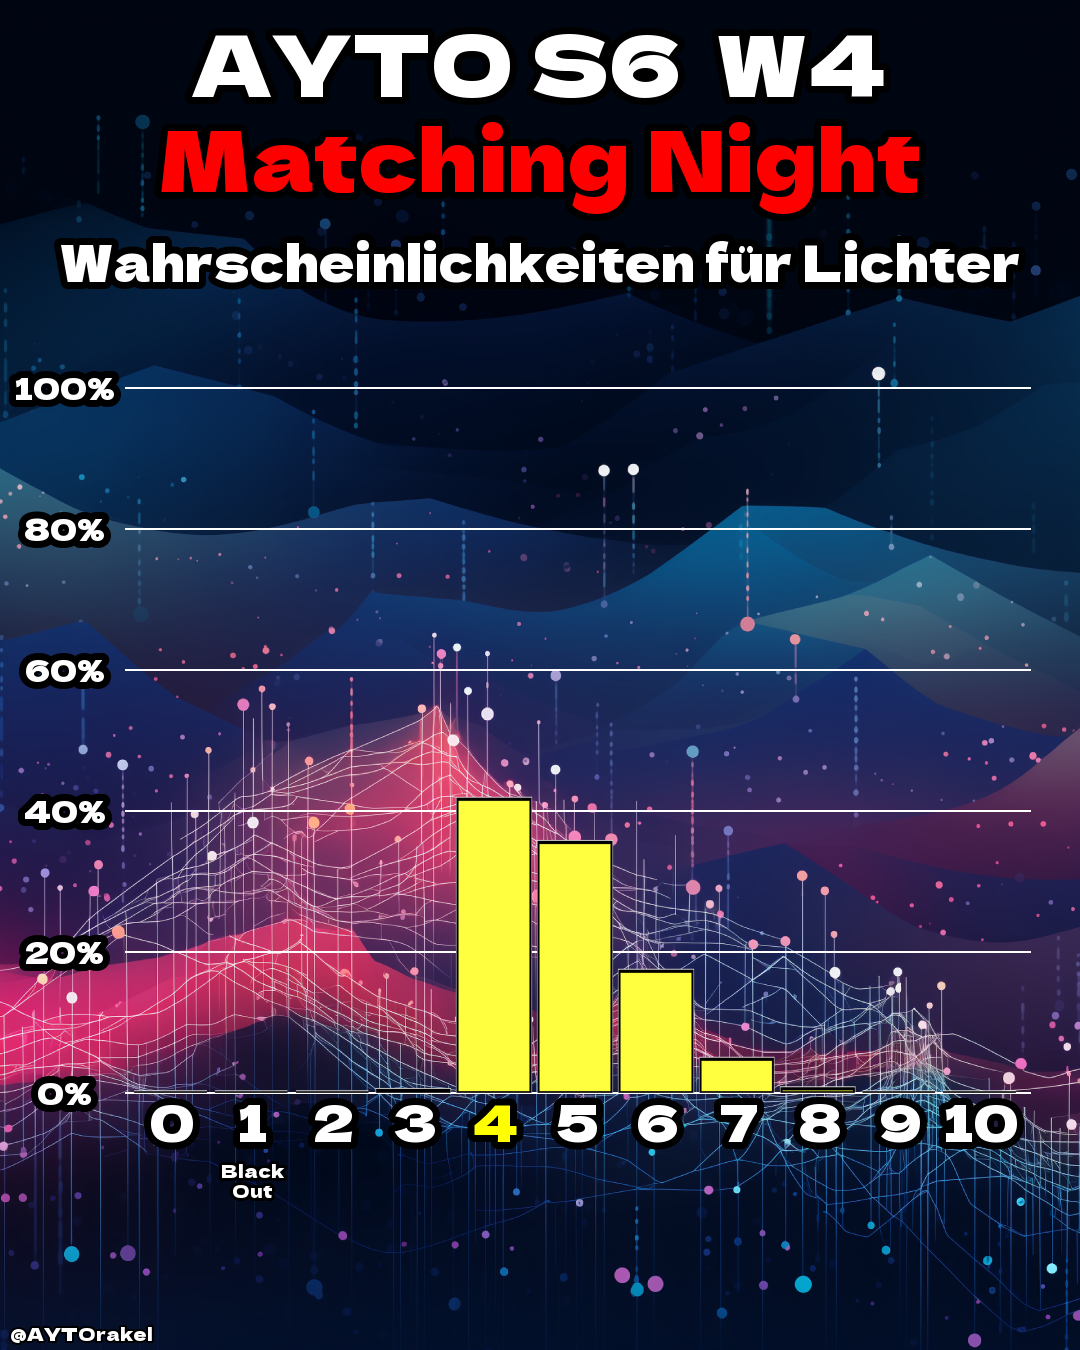 AYTO S6 W4
Matching Night
Wahrscheinlichkeiten für Lichter
100%
80%
60%
40%
20%
0%
0 1 2 3 4 5 6 7 8 9 10
Black
Out
@AYTOrakel